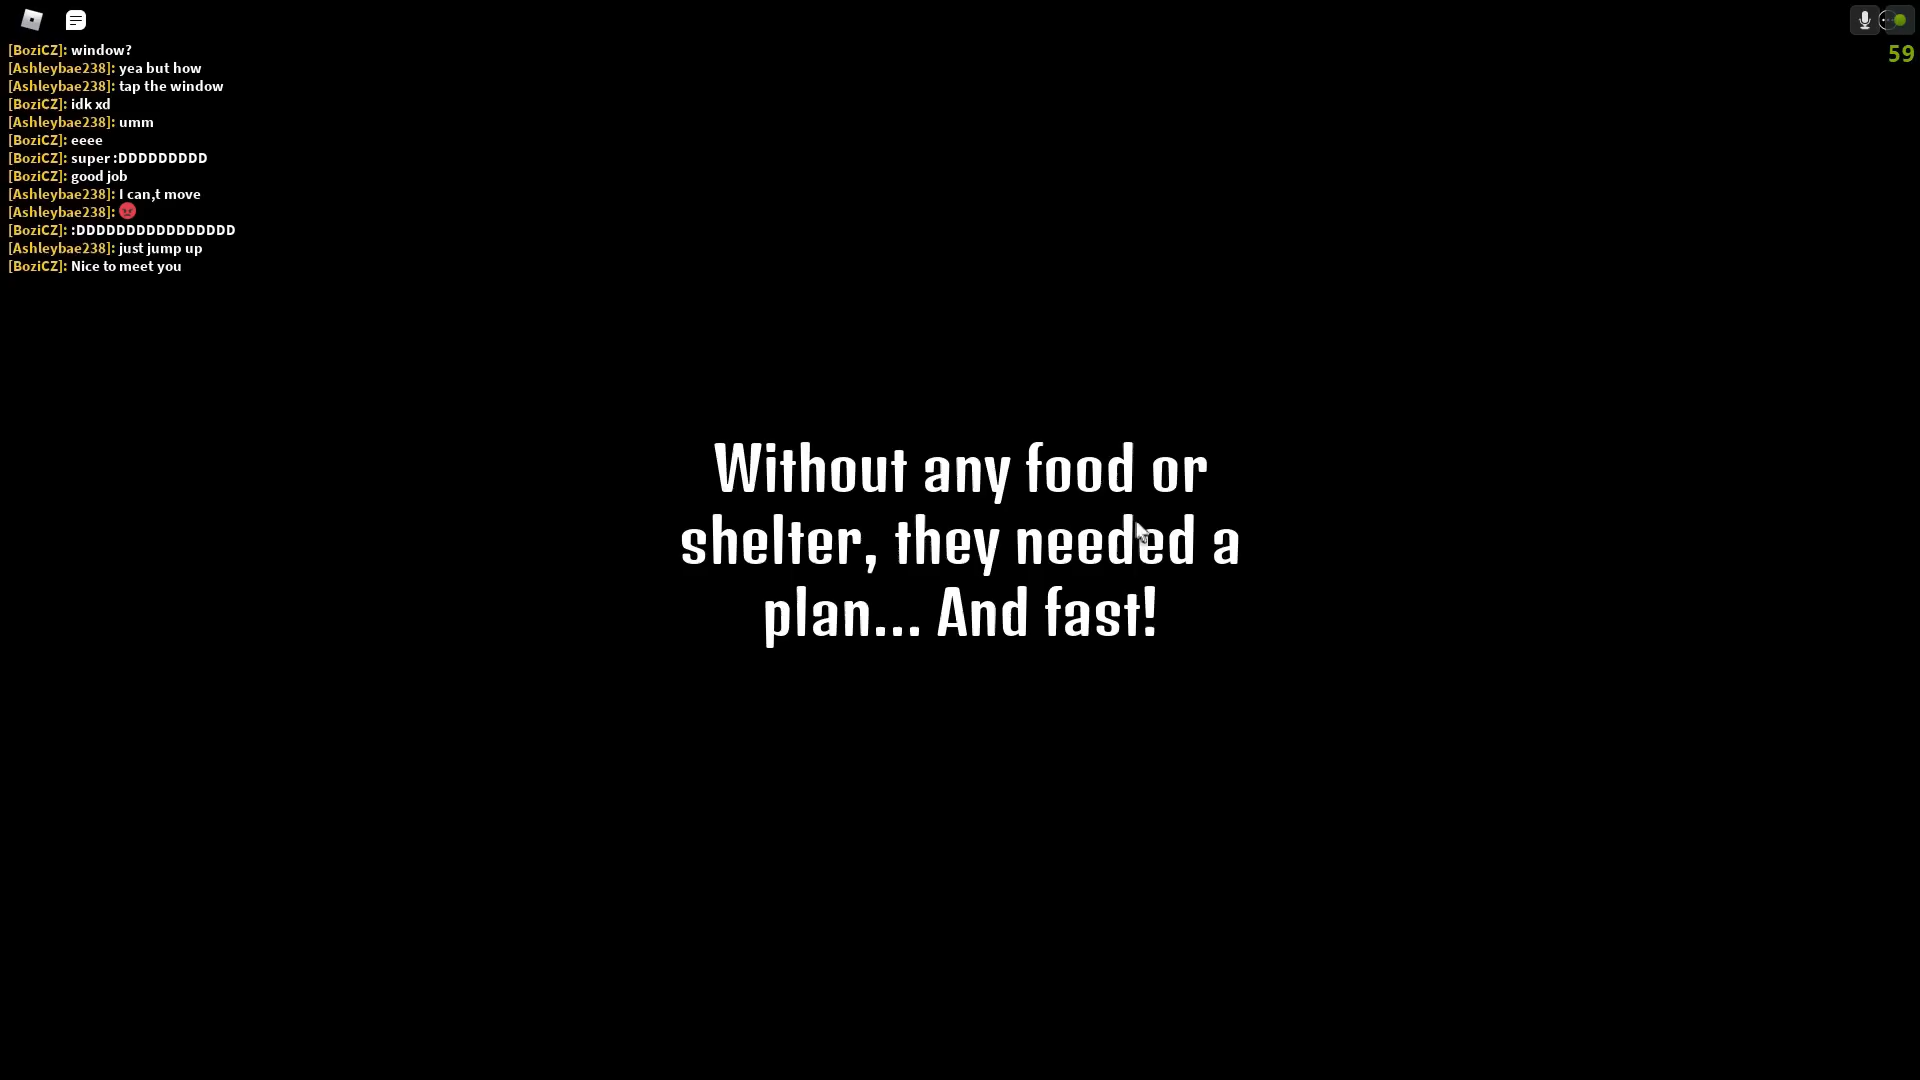 [BoziCZ]: window?
59
[Ashleybae238]: yea but how
[Ashleybae238]: tap the window
[BoziCZ]: idk xd
[Ashleybae238]: umm
[BoziCZ]: eeee
[BoziCZ]: super :DDDDDDDDD
[BoziCZ]: good job
[Ashleybae238]: I can,t move
[Ashleybae238]: 😡
[BoziCZ]: :DDDDDDDDDDDDDDDD
[Ashleybae238]: just jump up
[BoziCZ]: Nice to meet you
Without any food or
shelter, they needed a
plan... And fast!